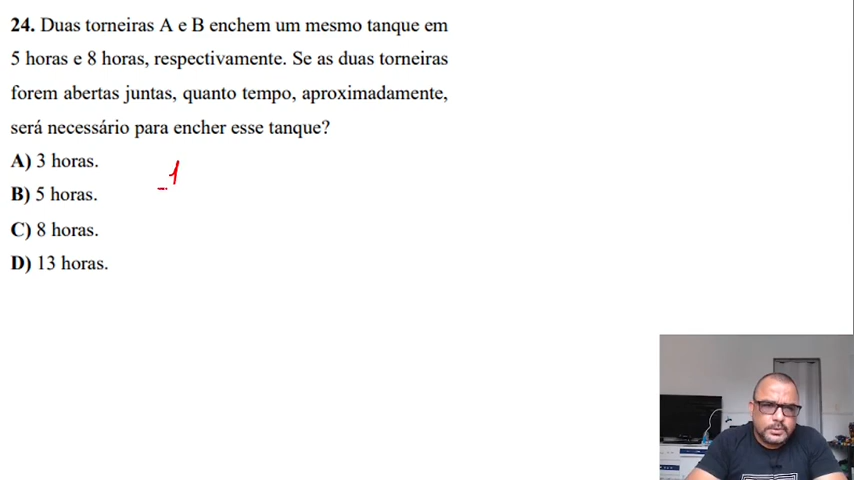 24. Duas torneiras A e B enchem um mesmo tanque em
5 horas e 8 horas, respectivamente. Se as duas torneiras
forem abertas juntas, quanto tempo, aproximadamente,
será necessário para encher esse tanque?
A) 3 horas.
1
B) 5 horas.
C) 8 horas.
D) 13 horas.